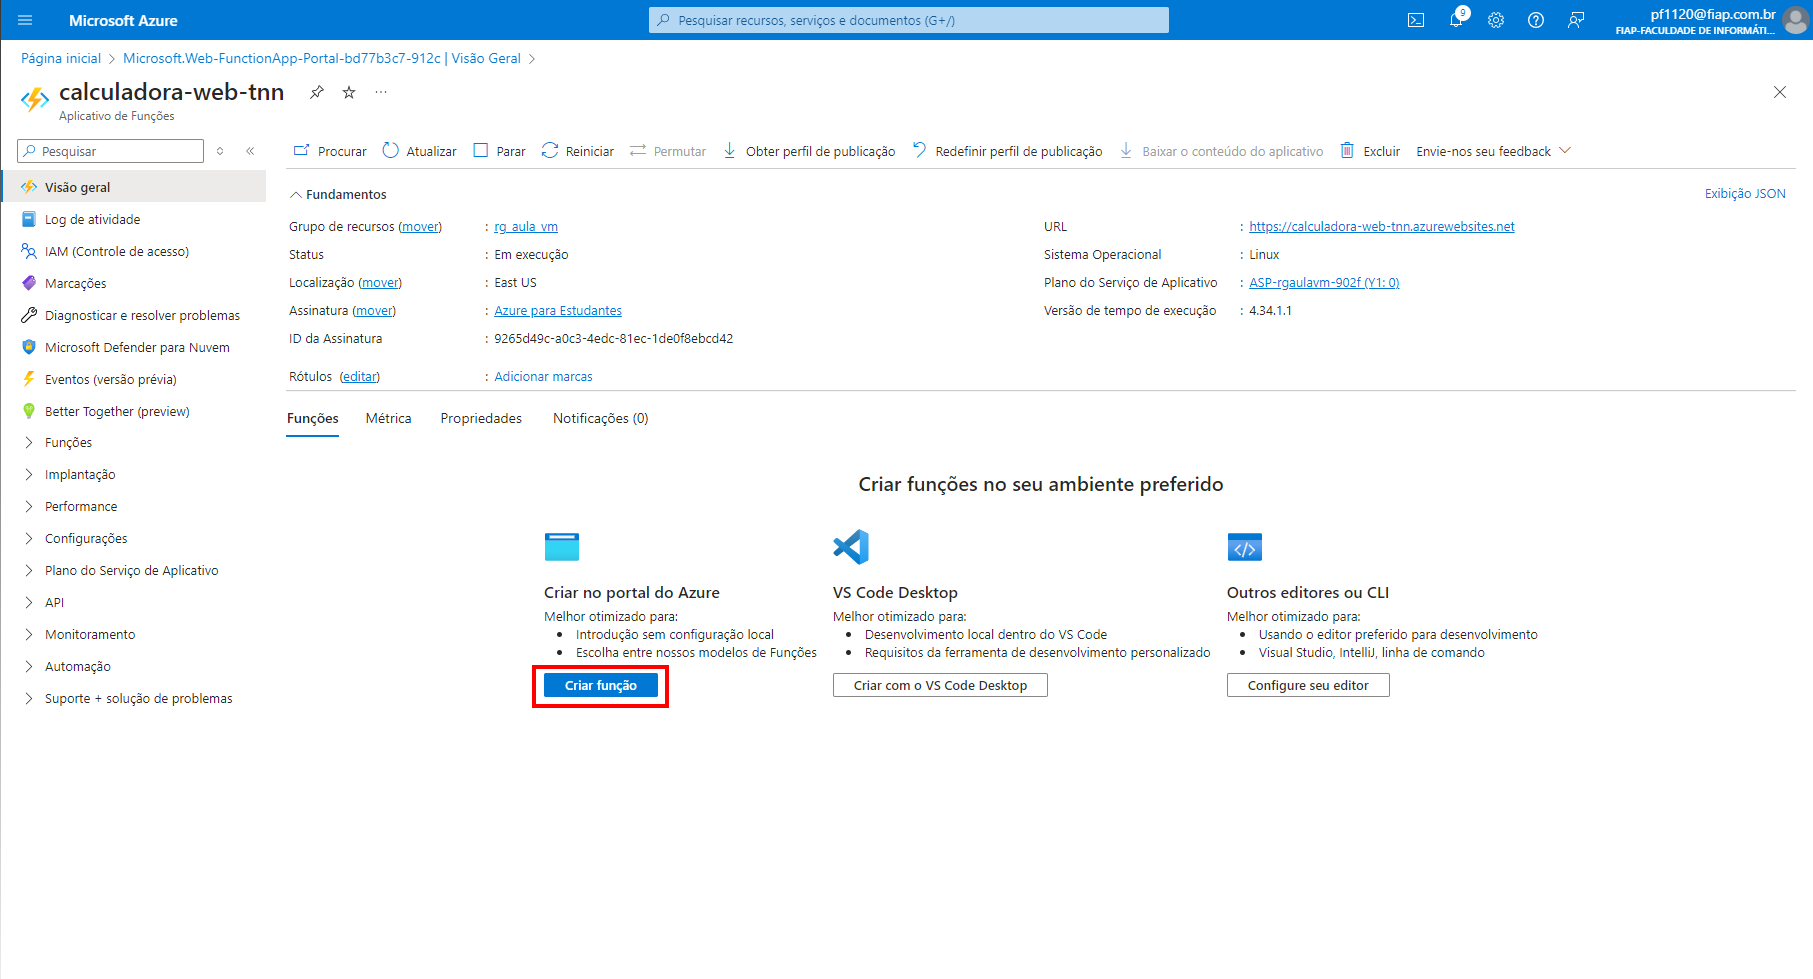 Microsoft Azure
Pesquisar recursos, serviços e documentos (G+/)
9
pf1120@fiap.com.br
FIAP-FACULDADE DE INFORMÁTI...
Página inicial > Microsoft.Web-FunctionApp-Portal-bd77b3c7-912c | Visão Geral >
calculadora-web-tnn
Aplicativo de Funções
Pesquisar
Procurar Atualizar Parar Reiniciar Permutar Obter perfil de publicação Redefinir perfil de publicação Baixar o conteúdo do aplicativo Excluir Envie-nos seu feedback
Visão geral
Log de atividade
IAM (Controle de acesso)
Marcações
Diagnosticar e resolver problemas
Microsoft Defender para Nuvem
Eventos (versão prévia)
Better Together (preview)
Funções
Implantação
Performance
Configurações
Plano do Serviço de Aplicativo
API
Monitoramento
Automação
Suporte + solução de problemas
Fundamentos
Exibição JSON
Grupo de recursos (mover) : rg_aula_vm
Status : Em execução
Localização (mover) : East US
Assinatura (mover) : Azure para Estudantes
ID da Assinatura : 9265d49c-a0c3-4edc-81ec-1de0f8ebcd42
Rótulos (editar) : Adicionar marcas
URL : https://calculadora-web-tnn.azurewebsites.net
Sistema Operacional : Linux
Plano do Serviço de Aplicativo : ASP-rgaulavm-902f (Y1: 0)
Versão de tempo de execução : 4.34.1.1
Funções Métrica Propriedades Notificações (0)
Criar funções no seu ambiente preferido
Criar no portal do Azure
Melhor otimizado para:
• Introdução sem configuração local
• Escolha entre nossos modelos de Funções
Criar função
VS Code Desktop
Melhor otimizado para:
• Desenvolvimento local dentro do VS Code
• Requisitos da ferramenta de desenvolvimento personalizado
Criar com o VS Code Desktop
Outros editores ou CLI
Melhor otimizado para:
• Usando o editor preferido para desenvolvimento
• Visual Studio, IntelliJ, linha de comando
Configure seu editor